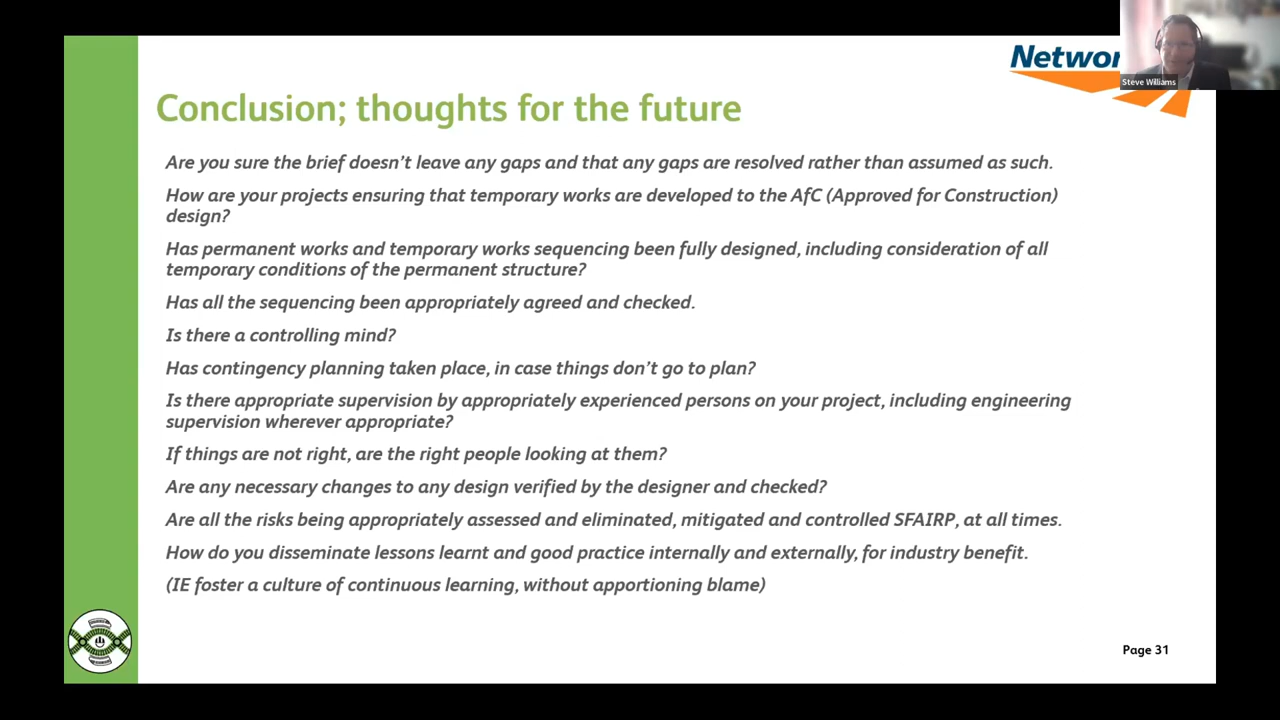 Networ
Steve Williams
Conclusion; thoughts for the future
Are you sure the brief doesn't leave any gaps and that any gaps are resolved rather than assumed as such.
How are your projects ensuring that temporary works are developed to the AfC (Approved for Construction)
design?
Has permanent works and temporary works sequencing been fully designed, including consideration of all
temporary conditions of the permanent structure?
Has all the sequencing been appropriately agreed and checked.
Is there a controlling mind?
Has contingency planning taken place, in case things don't go to plan?
Is there appropriate supervision by appropriately experienced persons on your project, including engineering
supervision wherever appropriate?
If things are not right, are the right people looking at them?
Are any necessary changes to any design verified by the designer and checked?
Are all the risks being appropriately assessed and eliminated, mitigated and controlled SFAIRP, at all times.
How do you disseminate lessons learnt and good practice internally and externally, for industry benefit.
(IE foster a culture of continuous learning, without apportioning blame)
Page 31